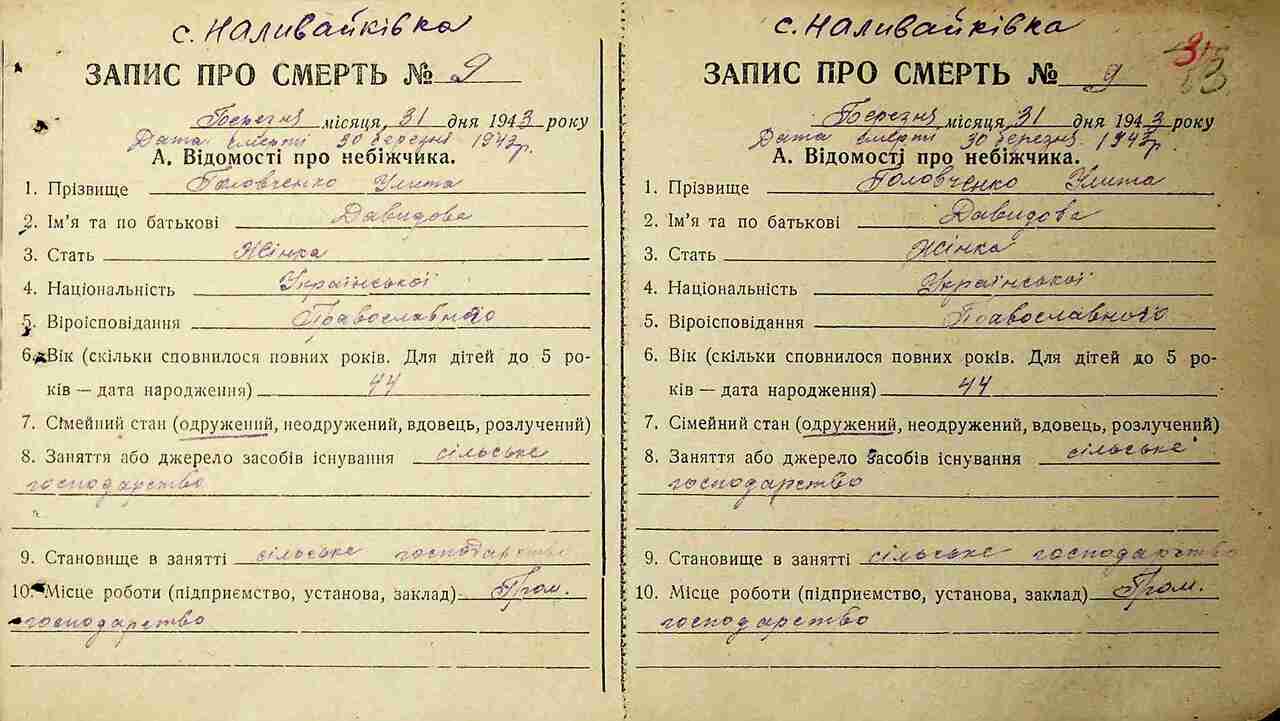 с. Наливайківка
ЗАПИС ПРО СМЕРТЬ № 9
Березня місяця, 31 дня 1943 року
Дата смерти 30 березня 1943 р.
А. Відомості про небіжчика.
1. Прізвище Головченко Улита
2. Ім'я та по батькові Давидова
3. Стать Жінка
4. Національність Української
5. Віроісповідання Православного
6. Вік (скільки сповнилося повних років. Для дітей до 5 ро-
ків — дата народження) 44
7. Сімейний стан (одружений, неодружений, вдовець, розлучений)
8. Заняття або джерело засобів існування сільське
господарство
9. Становище в занятті сільське господарство
10. Місце роботи (підприємство, установа, заклад) Гром.
господарство
с. Наливайківка
ЗАПИС ПРО СМЕРТЬ № 9
Березня місяця, 31 дня 1943 року
Дата смерти 30 березня 1943 р.
А. Відомості про небіжчика.
1. Прізвище Головченко Улита
2. Ім'я та по батькові Давидова
3. Стать Жінка
4. Національність Української
5. Віроісповідання Православного
6. Вік (скільки сповнилося повних років. Для дітей до 5 ро-
ків — дата народження) 44
7. Сімейний стан (одружений, неодружений, вдовець, розлучений)
8. Заняття або джерело засобів існування сільське
господарство
9. Становище в занятті сільське господарство
10. Місце роботи (підприємство, установа, заклад) Гром.
господарство